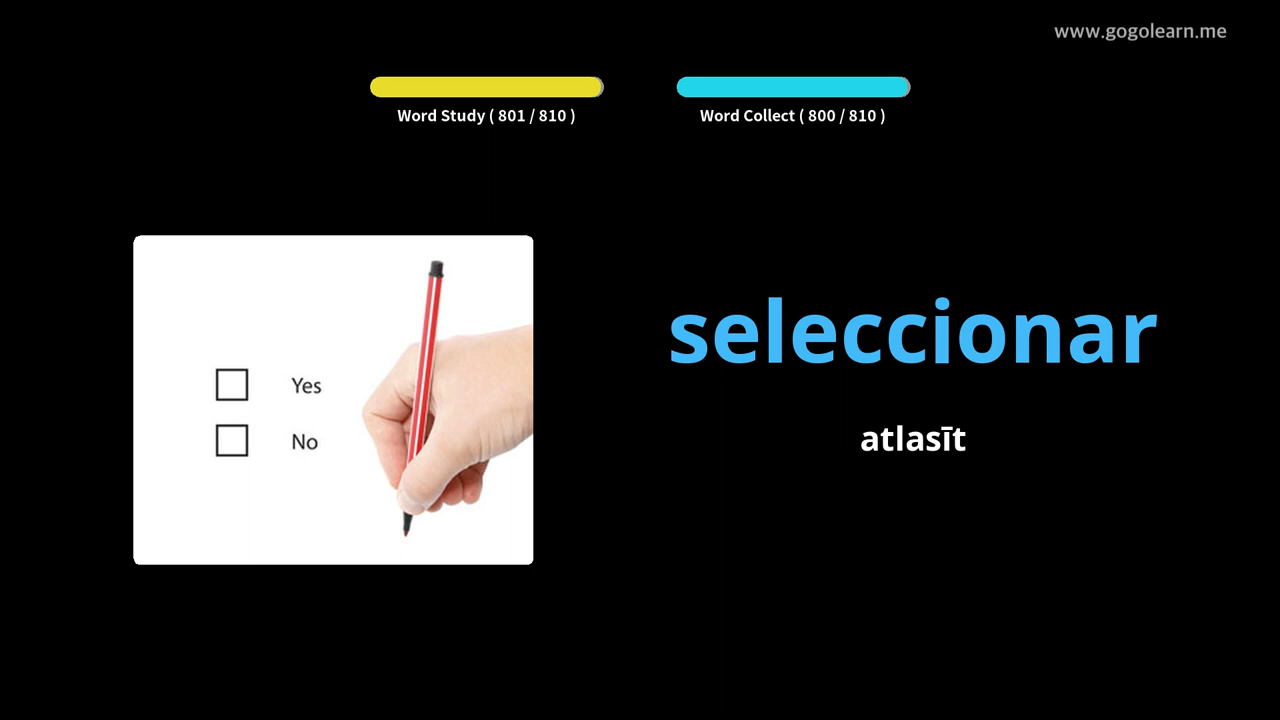 www.gogolearn.me
Word Study ( 801 / 810 )
Word Collect ( 800 / 810 )
Yes
No
seleccionar
atlasīt